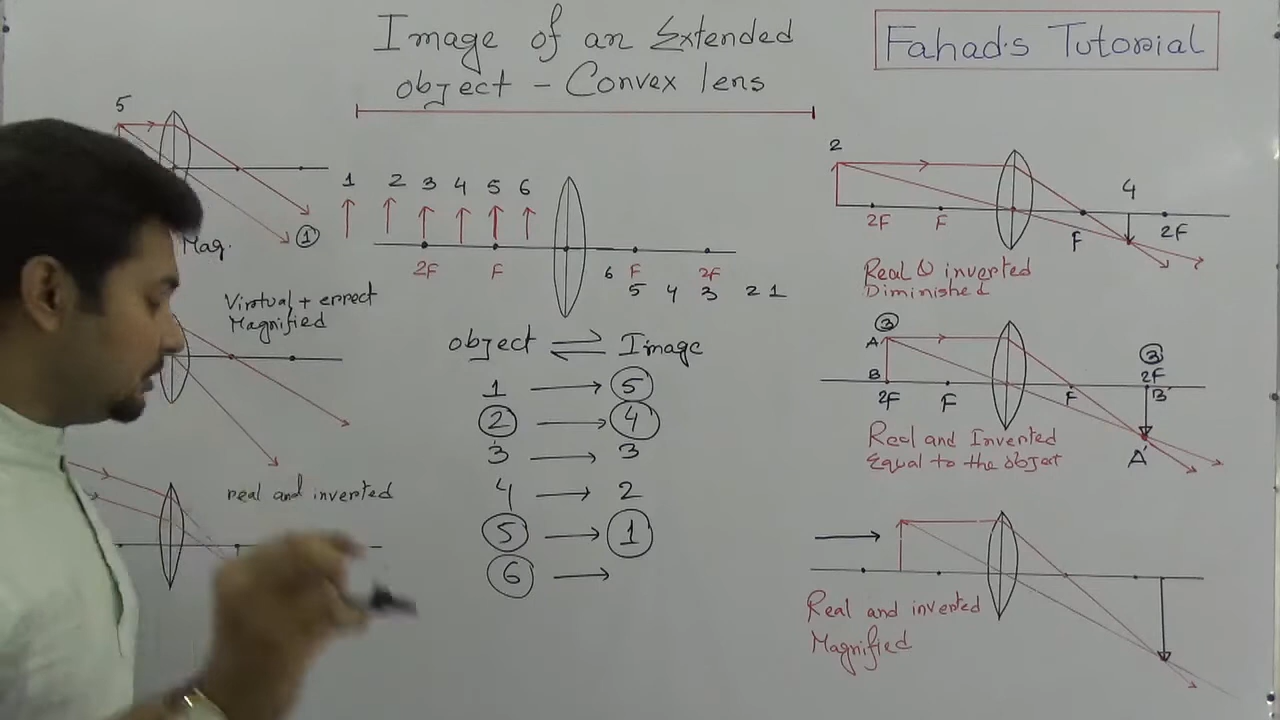 Image of an Extended
object - Convex lens
Fahad's Tutorial
5
1
Mag.
Virtual + errect
Magnified
real and inverted
1 2 3 4 5 6
2F F 6 F 2F
5 4 3 2 1
object ⇌ Image
1 → 5
2 → 4
3 → 3
4 → 2
5 → 1
6 →
2
4
2F F F 2F
Real & inverted
Diminished
3
A
3
2F
B
B'
2F F F
A'
Real and Inverted
Equal to the object
Real and inverted
Magnified